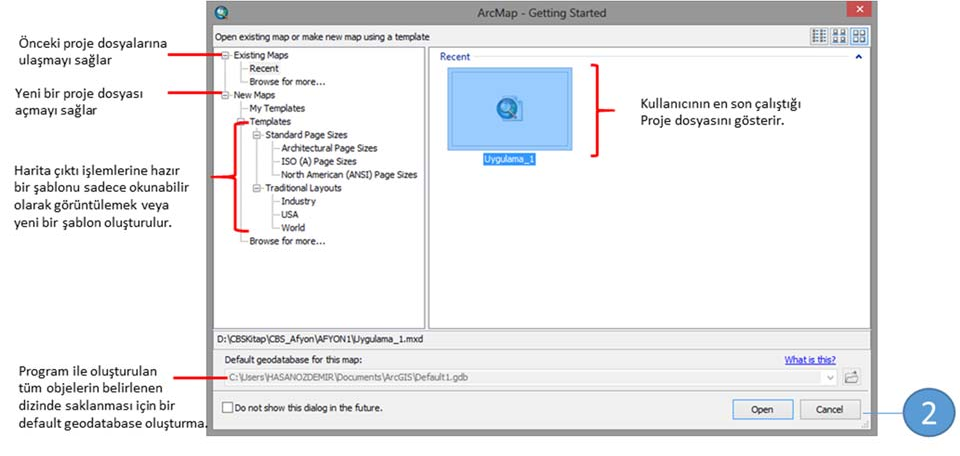 ArcMap - Getting Started
Open existing map or make new map using a template
Önceki proje dosyalarına
ulaşmayı sağlar
Yeni bir proje dosyası
açmayı sağlar
Harita çıktı işlemlerine hazır
bir şablonu sadece okunabilir
olarak görüntülemek veya
yeni bir şablon oluşturulur.
Program ile oluşturulan
tüm objelerin belirlenen
dizinde saklanması için bir
default geodatabase oluşturma.
Existing Maps
Recent
Browse for more...
New Maps
My Templates
Templates
Standard Page Sizes
Architectural Page Sizes
ISO (A) Page Sizes
North American (ANSI) Page Sizes
Traditional Layouts
Industry
USA
World
Browse for more...
Recent
Uygulama_1
Kullanıcının en son çalıştığı
Proje dosyasını gösterir.
D:\CBSKitap\CBS_Afyon\AFYON1\Uygulama_1.mxd
Default geodatabase for this map:
What is this?
C:\Users\HASANOZDEMIR\Documents\ArcGIS\Default1.gdb
Do not show this dialog in the future.
Open
Cancel
2